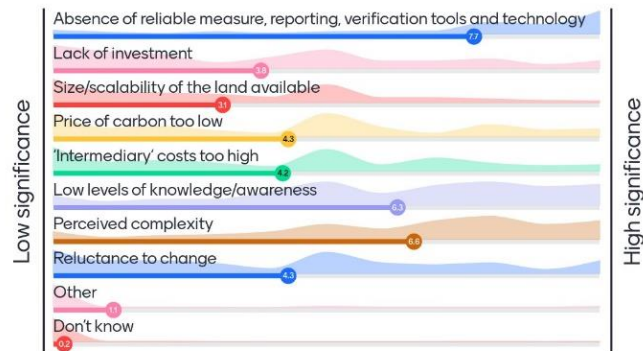 Absence of reliable measure, reporting, verification tools and technology
7.7
Lack of investment
3.8
Size/scalability of the land available
3.1
Price of carbon too low
4.3
'Intermediary' costs too high
4.2
Low levels of knowledge/awareness
6.3
Perceived complexity
6.6
Reluctance to change
4.3
Other
1.1
Don't know
0.2
Low significance
High significance